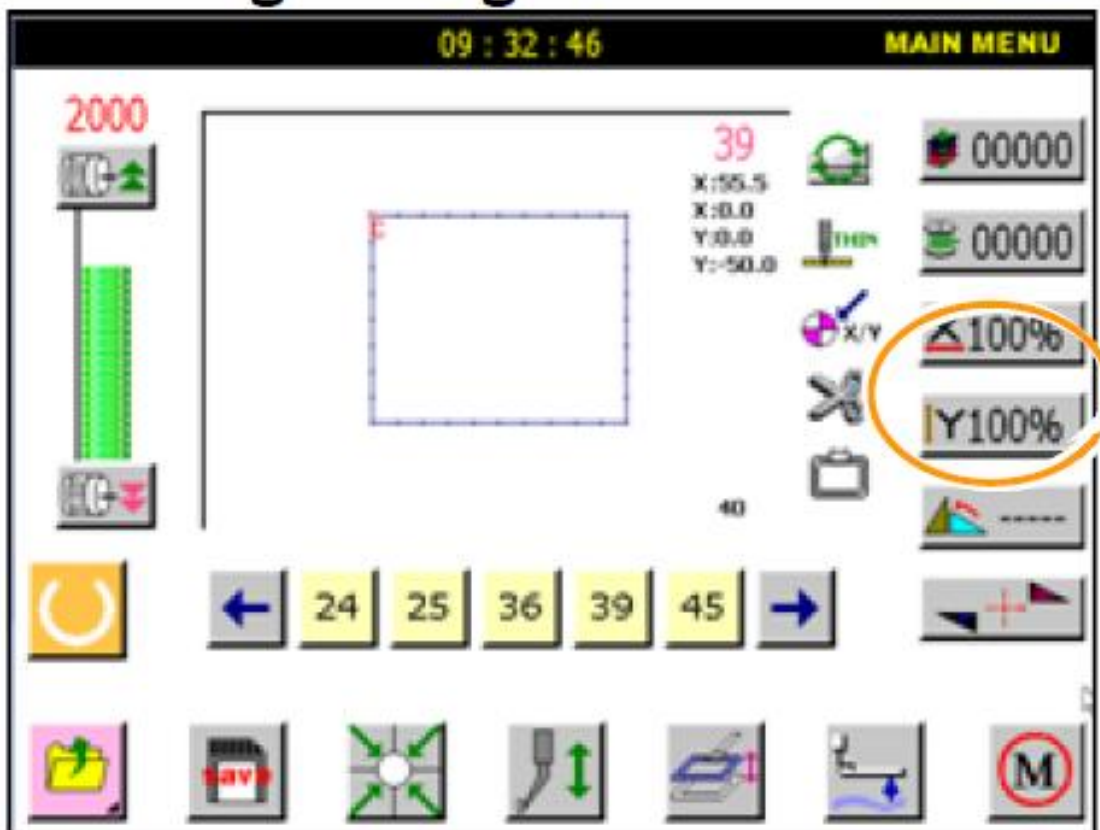 09 : 32 : 46 MAIN MENU
2000
39
X:55.5
X:0.0
Y:0.0
Y:-50.0
THIN
X/Y
40
00000
00000
X100%
Y100%
-----
24 25 36 39 45
save
M